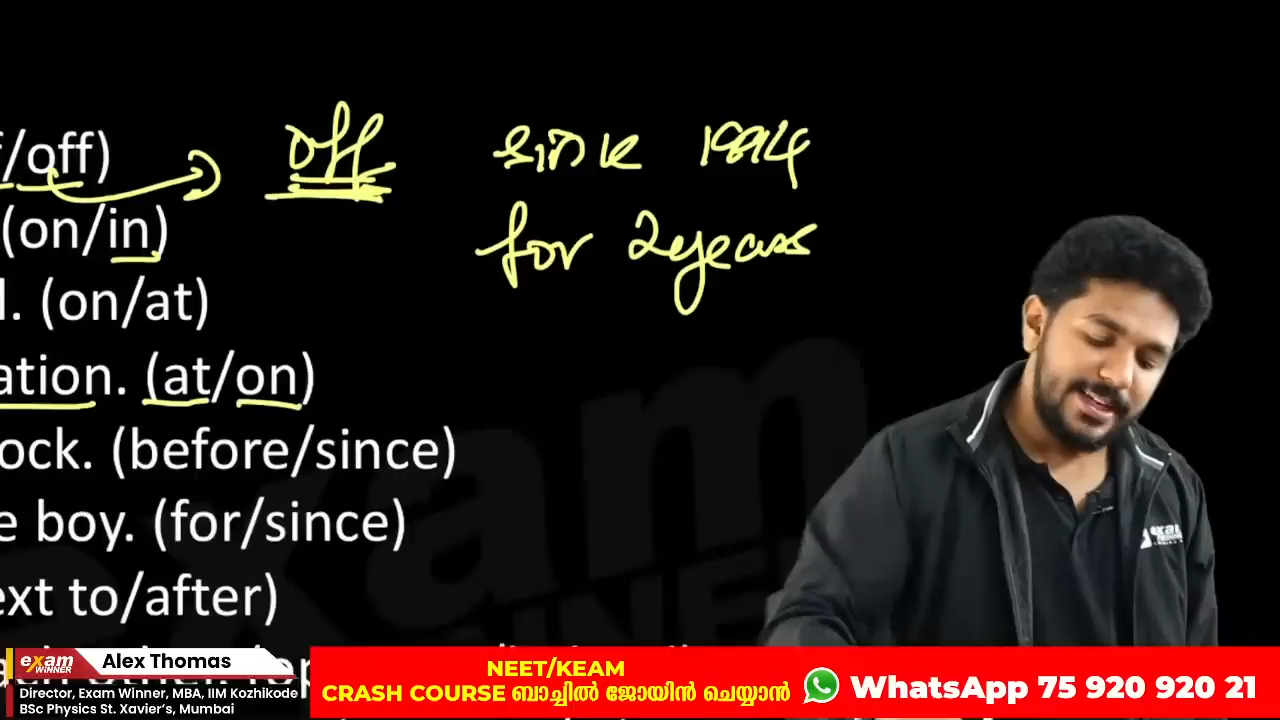 f/off)
off since 1994
(on/in)
for 2 years
l. (on/at)
ation. (at/on)
ock. (before/since)
e boy. (for/since)
ext to/after)
exam
WINNER
Alex Thomas
Director, Exam Winner, MBA, IIM Kozhikode
BSc Physics St. Xavier's, Mumbai
NEET/KEAM
CRASH COURSE ബാച്ചിൽ ജോയിൻ ചെയ്യാൻ
WhatsApp 75 920 920 21